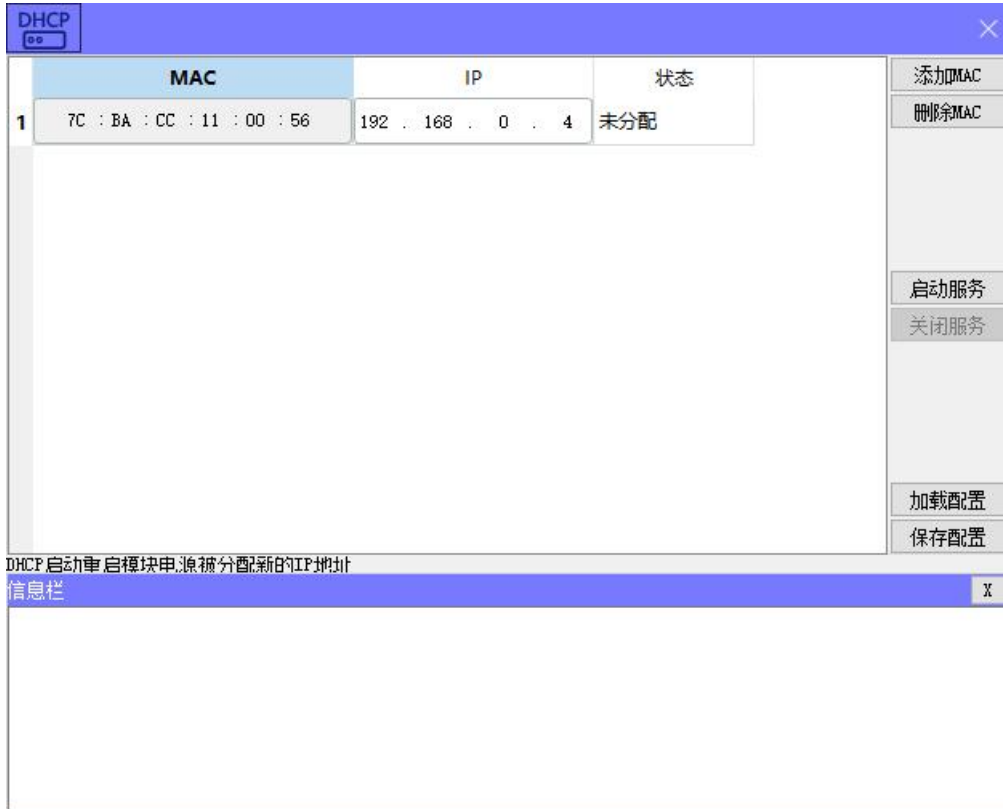 DHCP
MAC IP 状态
1 7C : BA : CC : 11 : 00 : 56 192 . 168 . 0 . 4 未分配
添加MAC
删除MAC
启动服务
关闭服务
加载配置
保存配置
DHCP启动重启模块电源被分配新的IP地址
信息栏 X